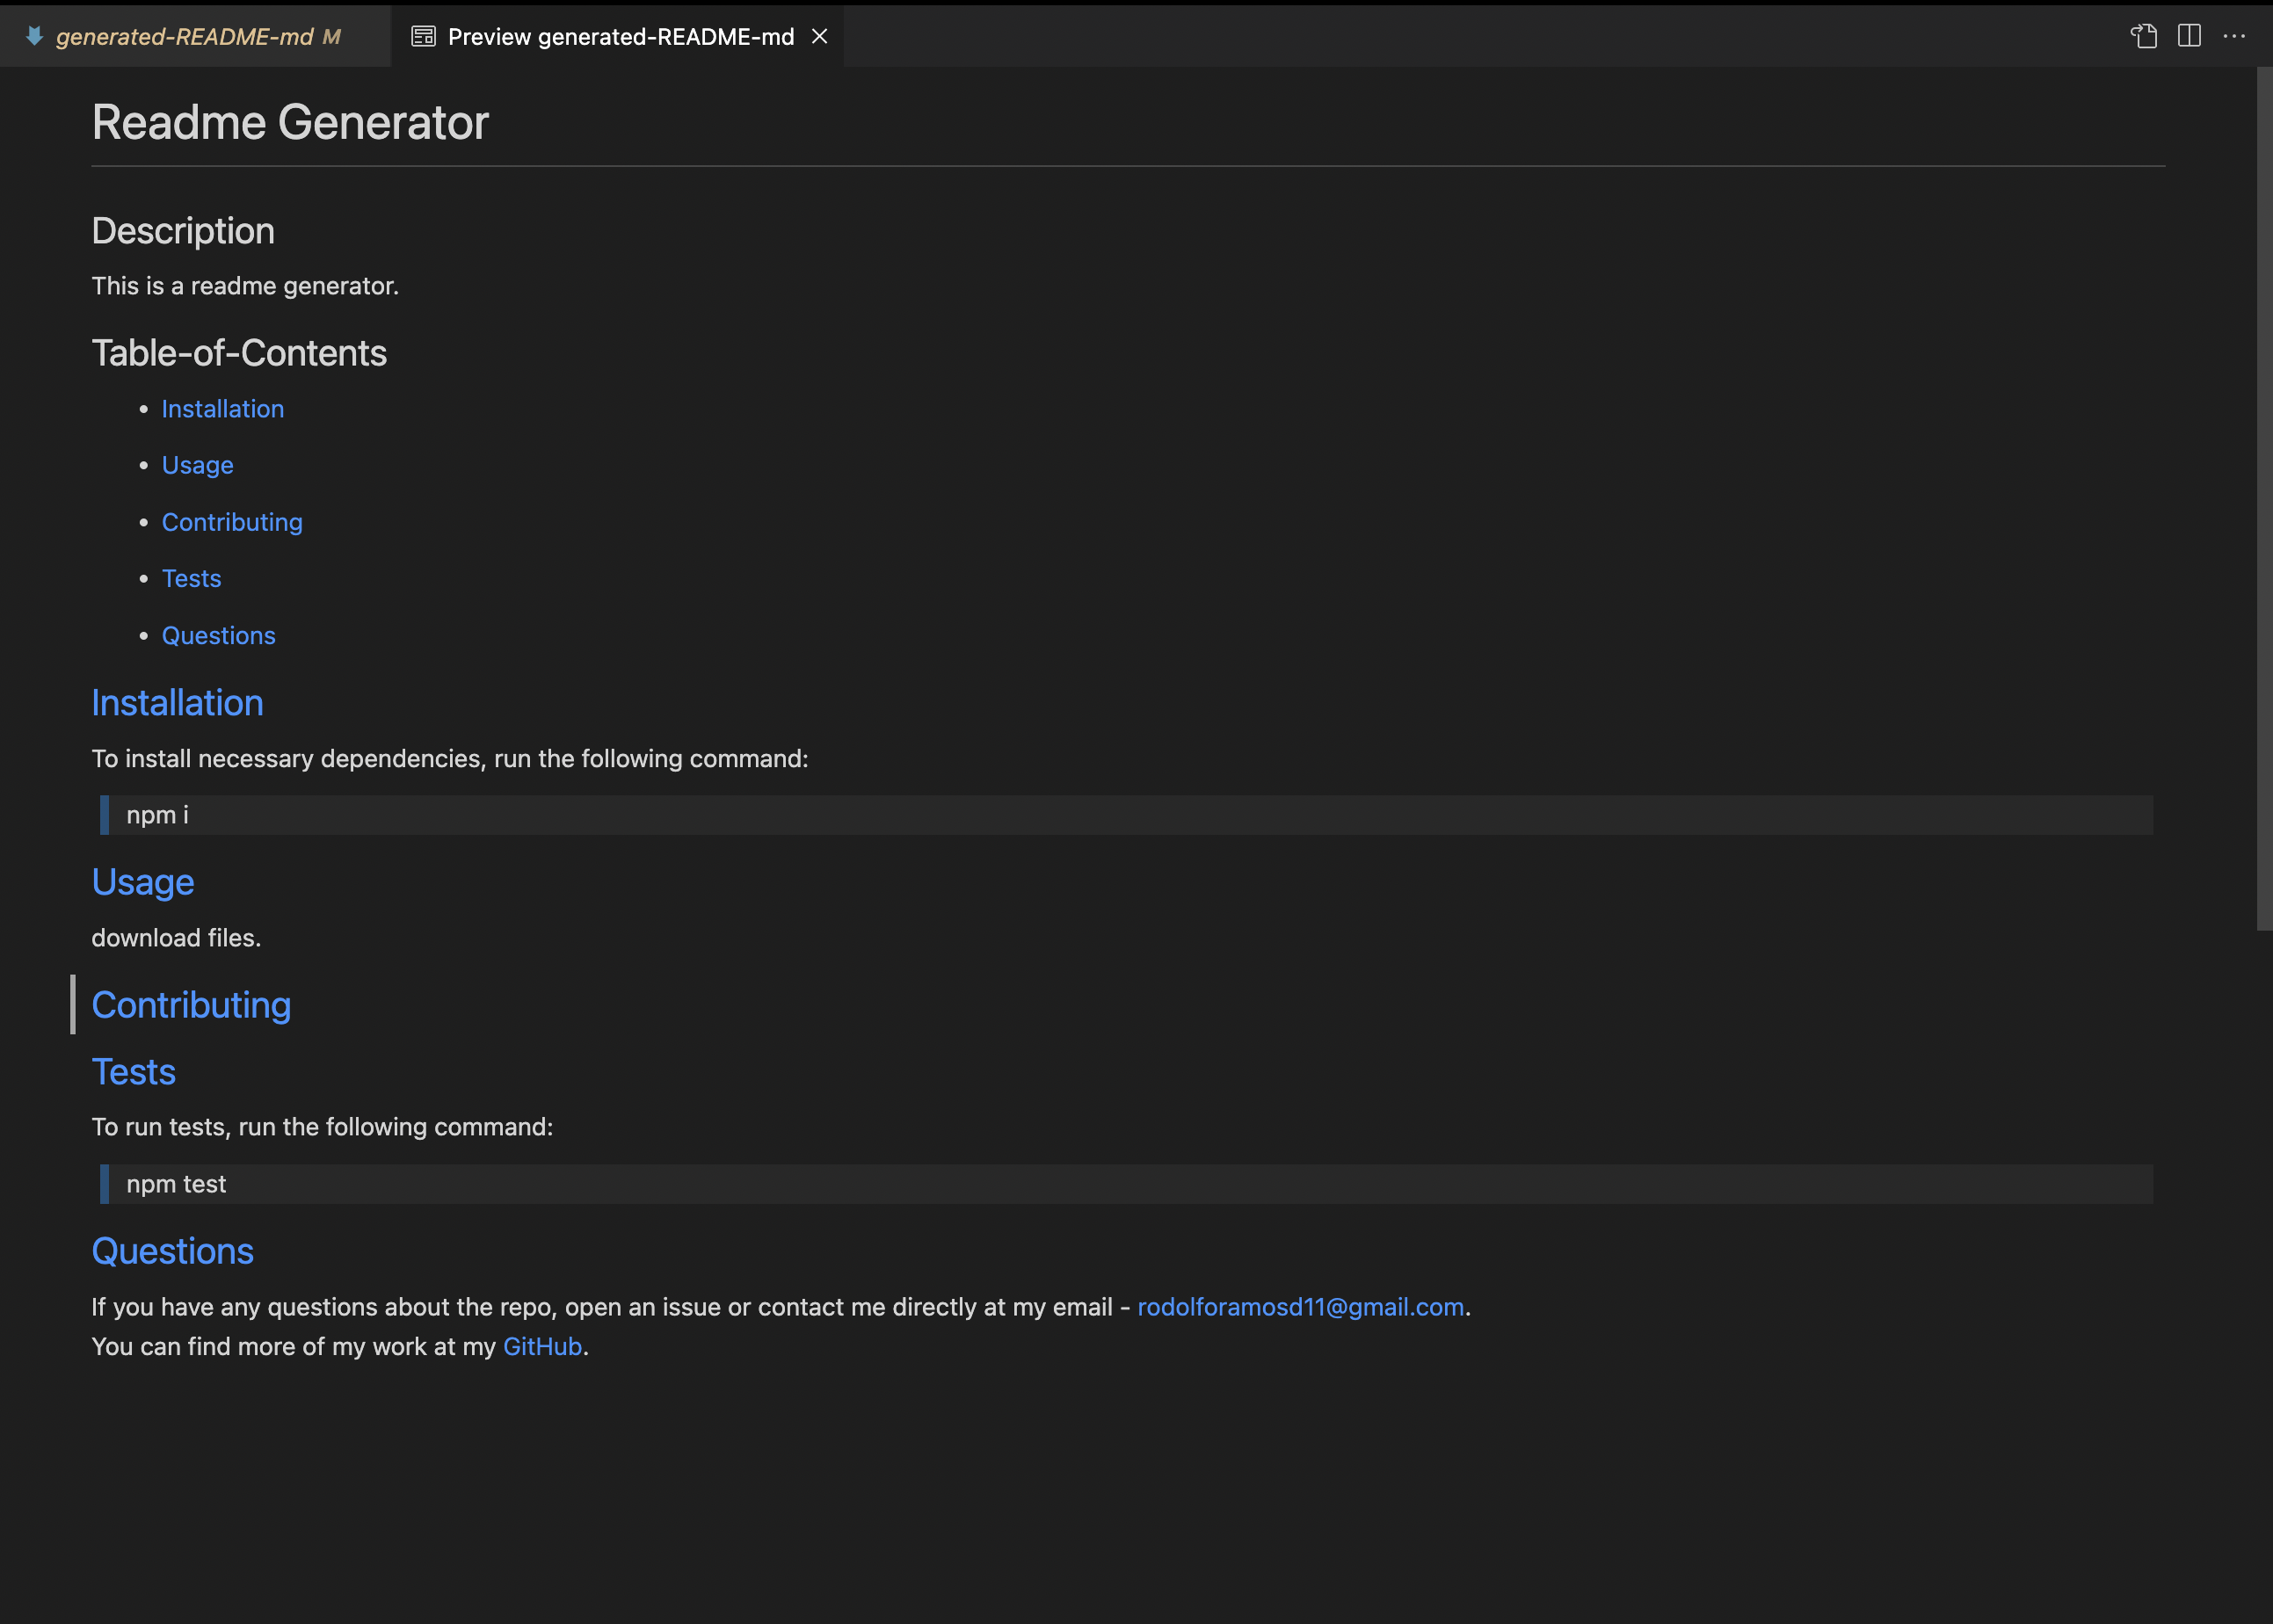 generated-README-md M
Preview generated-README-md
Readme Generator
Description
This is a readme generator.
Table-of-Contents
Installation
Usage
Contributing
Tests
Questions
Installation
To install necessary dependencies, run the following command:
npm i
Usage
download files.
Contributing
Tests
To run tests, run the following command:
npm test
Questions
If you have any questions about the repo, open an issue or contact me directly at my email - rodolforamosd11@gmail.com.
You can find more of my work at my GitHub.